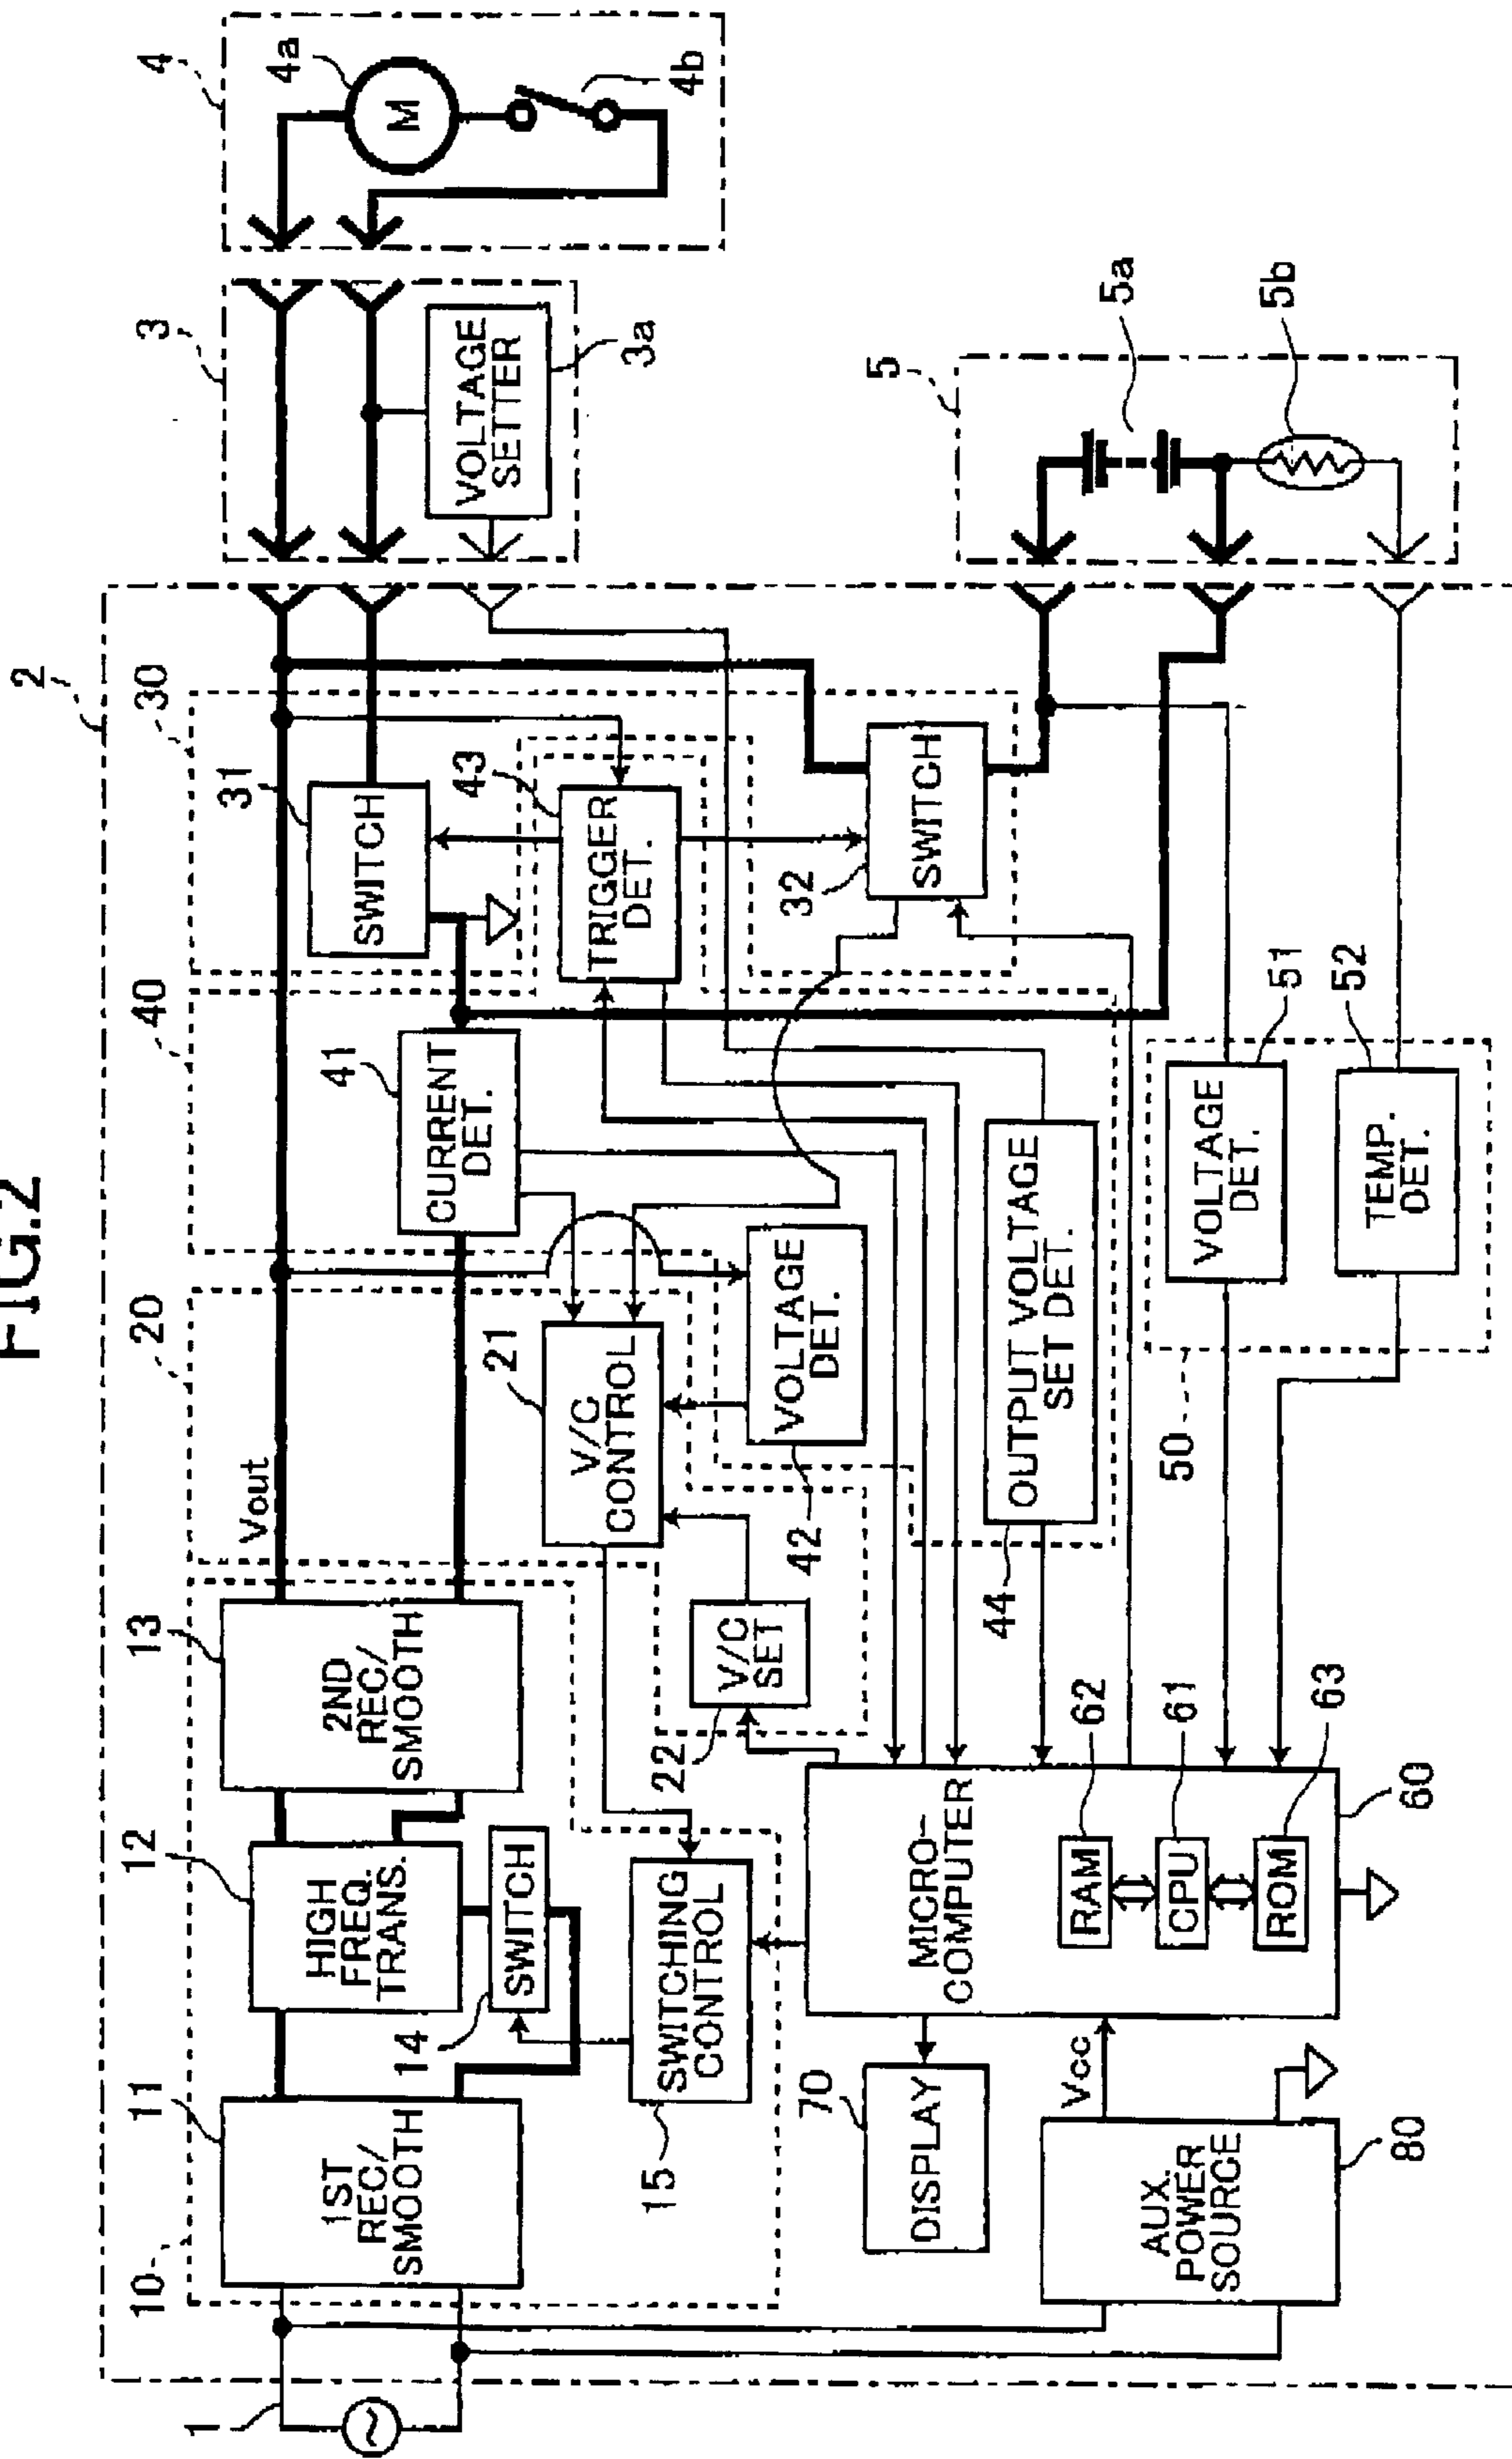 FIG.2
2
10
11
1ST
REC/
SMOOTH
12
HIGH
FREQ.
TRANS.
13
2ND
REC/
SMOOTH
Vout
20
40
30
3
4
4a
M
4b
14
SWITCH
15
SWITCHING
CONTROL
21
V/C
CONTROL
22
V/C
SET
41
CURRENT
DET.
42
VOLTAGE
DET.
31
SWITCH
43
TRIGGER
DET.
32
SWITCH
VOLTAGE
SETTER
3a
1
70
DISPLAY
MICRO-
COMPUTER
60
RAM
62
CPU
61
ROM
63
44
OUTPUT VOLTAGE
SET DET.
Vcc
AUX.
POWER
SOURCE
80
50
VOLTAGE
DET.
51
TEMP.
DET.
52
5
5a
5b